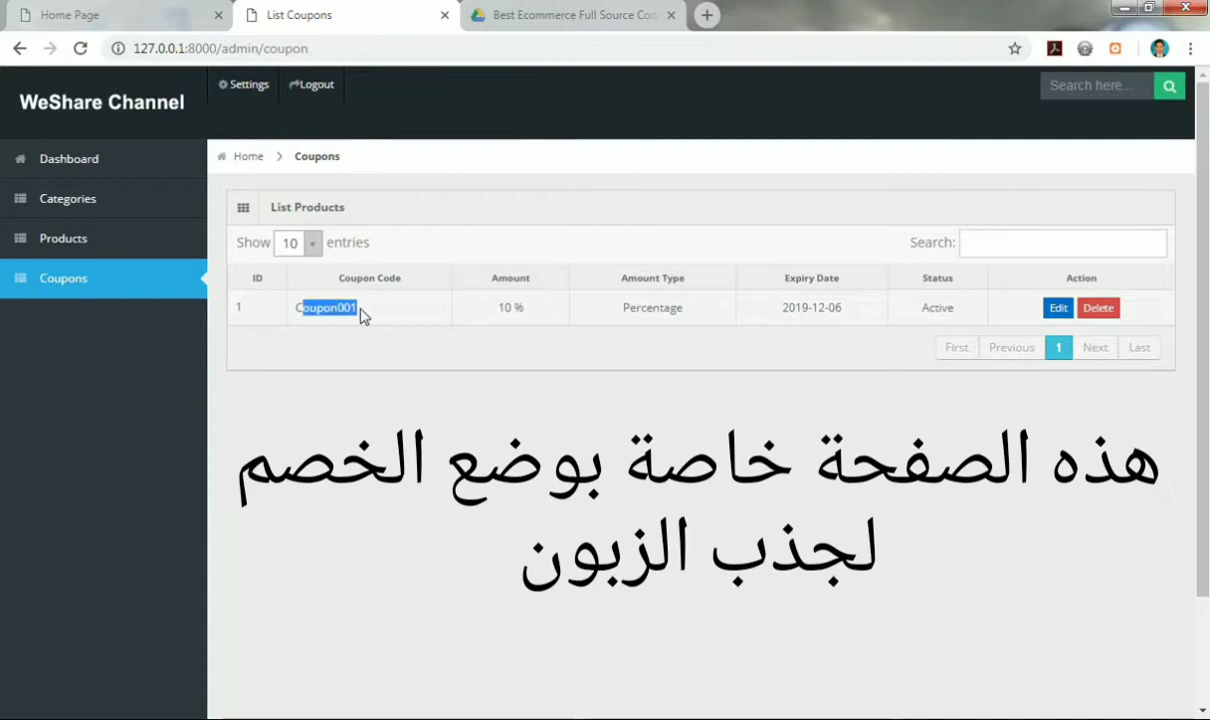 Home Page
List Coupons
Best Ecommerce Full Source Coc
127.0.0.1:8000/admin/coupon
WeShare Channel
Settings
Logout
Search here...
Dashboard
Categories
Products
Coupons
Home > Coupons
List Products
Show 10 entries
Search:
ID Coupon Code Amount Amount Type Expiry Date Status Action
1 Coupon001 10 % Percentage 2019-12-06 Active Edit Delete
First Previous 1 Next Last
هذه الصفحة خاصة بوضع الخصم
لجذب الزبون